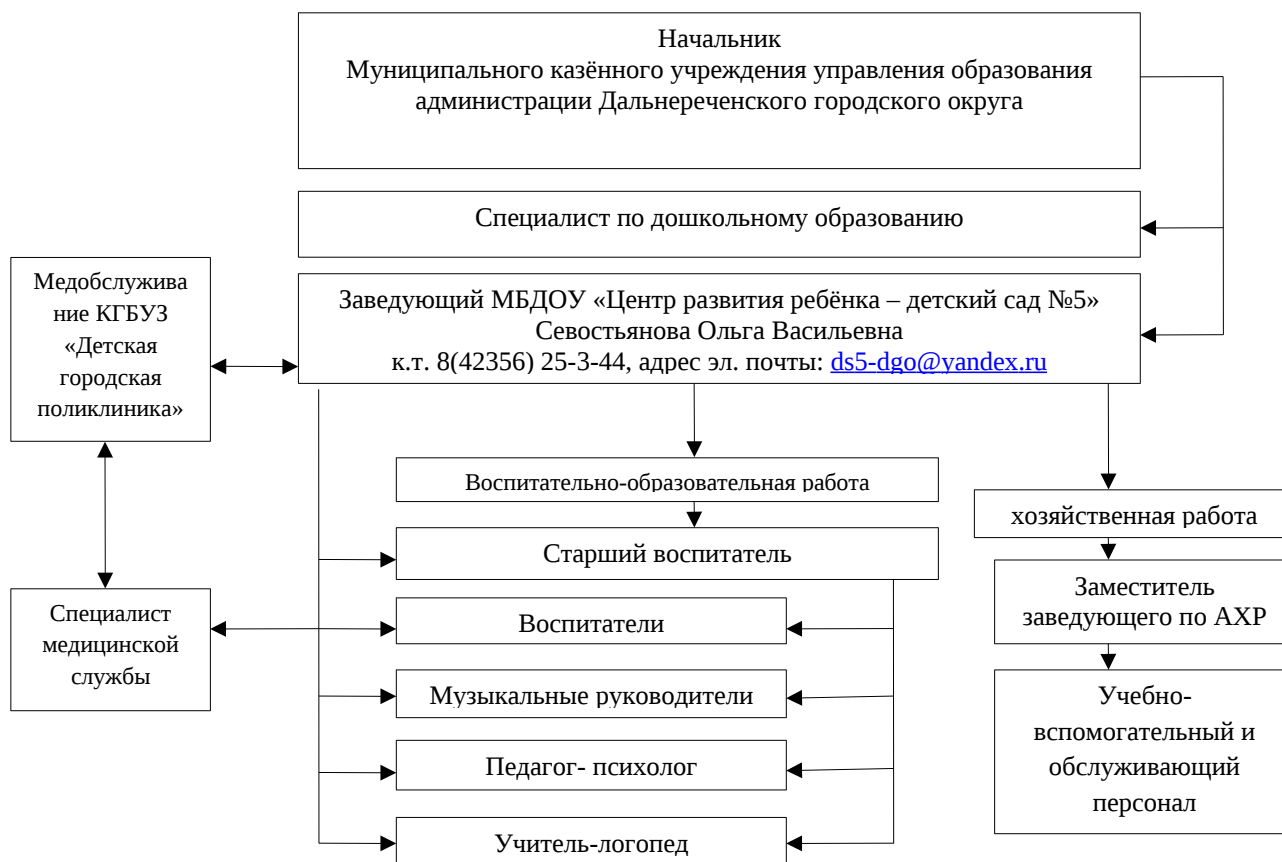 Начальник
Муниципального казённого учреждения управления образования
администрации Дальнереченского городского округа
Специалист по дошкольному образованию
Медобслужива
ние КГБУЗ
«Детская
городская
поликлиника»
Заведующий МБДОУ «Центр развития ребёнка – детский сад №5»
Севостьянова Ольга Васильевна
к.т. 8(42356) 25-3-44, адрес эл. почты: ds5-dgo@yandex.ru
Воспитательно-образовательная работа
хозяйственная работа
Старший воспитатель
Заместитель
заведующего по АХР
Специалист
медицинской
службы
Воспитатели
Музыкальные руководители
Педагог- психолог
Учитель-логопед
Учебно-
вспомогательный и
обслуживающий
персонал